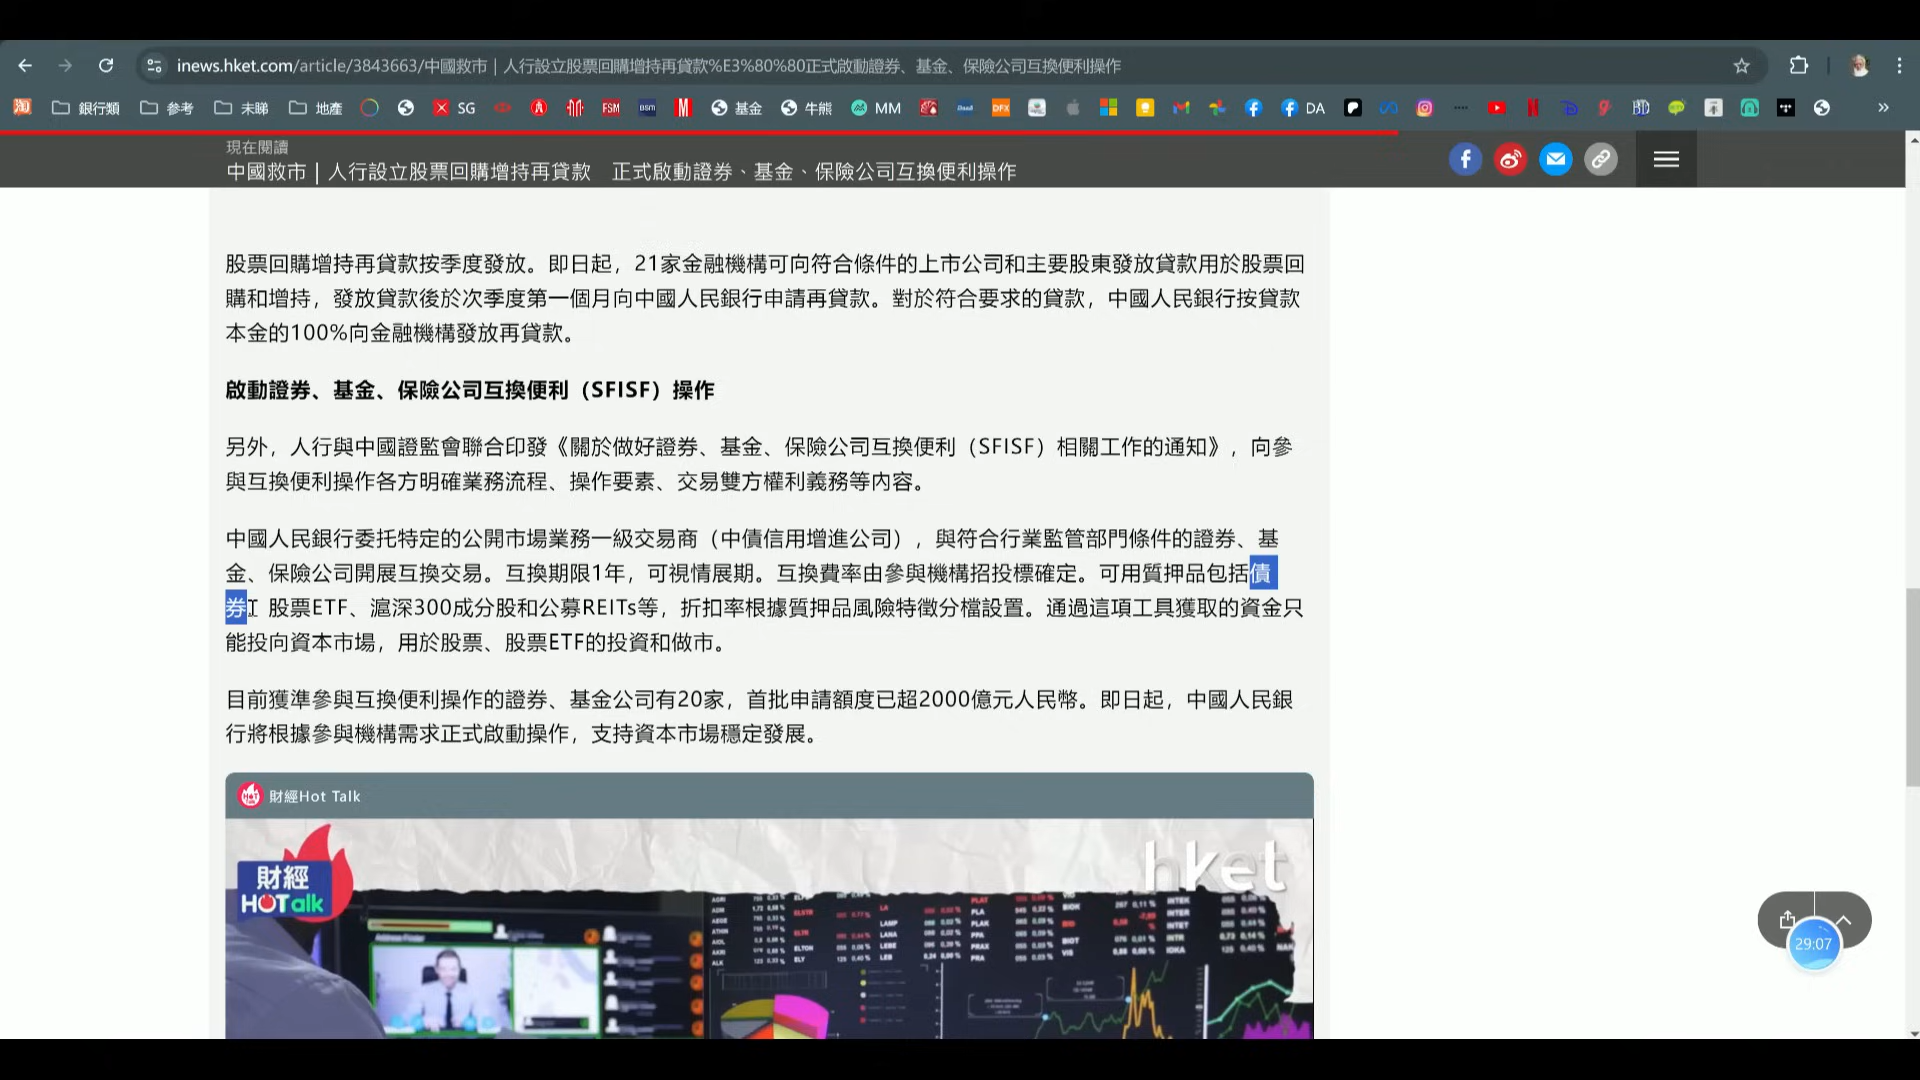 inews.hket.com/article/3843663/中國救市｜人行設立股票回購增持再貸款%E3%80%80正式啟動證券、基金、保險公司互換便利操作
銀行類 參考 未睇 地產 SG FSM BSM 基金 牛熊 MM DFX DA
現在閱讀
中國救市｜人行設立股票回購增持再貸款　正式啟動證券、基金、保險公司互換便利操作
股票回購增持再貸款按季度發放。即日起，21家金融機構可向符合條件的上市公司和主要股東發放貸款用於股票回
購和增持，發放貸款後於次季度第一個月向中國人民銀行申請再貸款。對於符合要求的貸款，中國人民銀行按貸款
本金的100%向金融機構發放再貸款。
啟動證券、基金、保險公司互換便利（SFISF）操作
另外，人行與中國證監會聯合印發《關於做好證券、基金、保險公司互換便利（SFISF）相關工作的通知》，向參
與互換便利操作各方明確業務流程、操作要素、交易雙方權利義務等內容。
中國人民銀行委托特定的公開市場業務一級交易商（中債信用增進公司），與符合行業監管部門條件的證券、基
金、保險公司開展互換交易。互換期限1年，可視情展期。互換費率由參與機構招投標確定。可用質押品包括債
券、股票ETF、滬深300成分股和公募REITs等，折扣率根據質押品風險特徵分檔設置。通過這項工具獲取的資金只
能投向資本市場，用於股票、股票ETF的投資和做市。
目前獲準參與互換便利操作的證券、基金公司有20家，首批申請額度已超2000億元人民幣。即日起，中國人民銀
行將根據參與機構需求正式啟動操作，支持資本市場穩定發展。
財經Hot Talk
hket
財經
HOTalk
29:07